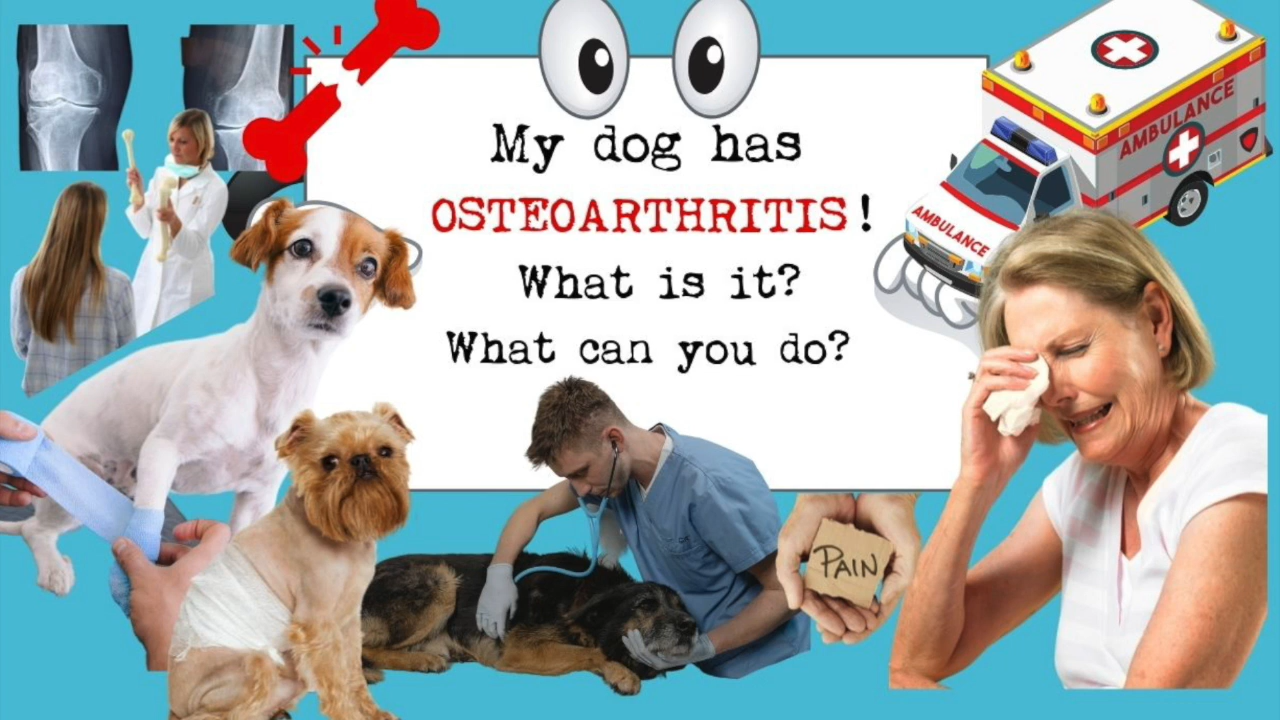 My dog has
OSTEOARTHRITIS!
What is it?
What can you do?
AMBULANCE
AMBULANCE
PAIN